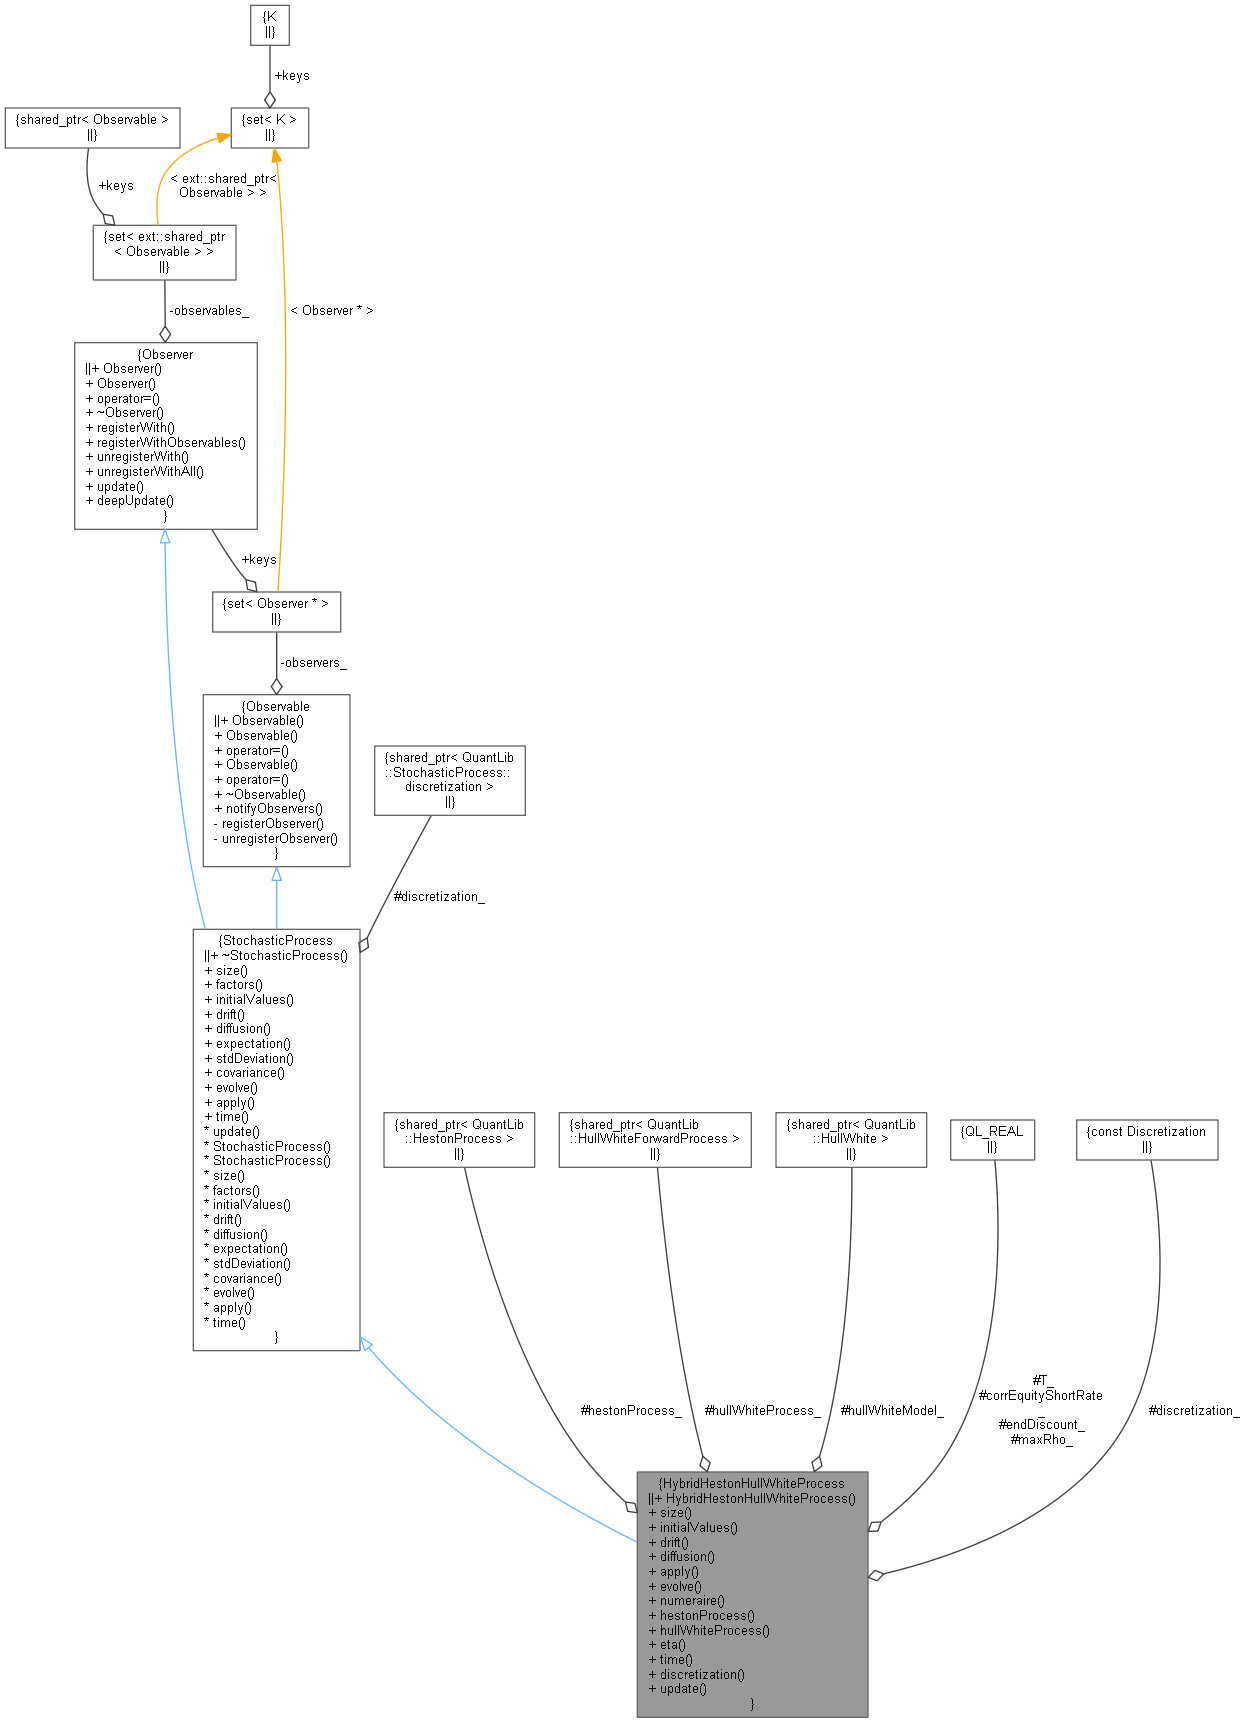 {K
||}
+keys
{shared_ptr< Observable >
||}
{set< K >
||}
+keys
< ext::shared_ptr<
Observable > >
{set< ext::shared_ptr
< Observable > >
||}
-observables_
< Observer * >
{Observer
||+ Observer()
+ Observer()
+ operator=()
+ ~Observer()
+ registerWith()
+ registerWithObservables()
+ unregisterWith()
+ unregisterWithAll()
+ update()
+ deepUpdate()
}
+keys
{set< Observer * >
||}
-observers_
{Observable
||+ Observable()
+ Observable()
+ operator=()
+ Observable()
+ operator=()
+ ~Observable()
+ notifyObservers()
- registerObserver()
- unregisterObserver()
}
{shared_ptr< QuantLib
::StochasticProcess::
discretization >
||}
#discretization_
{StochasticProcess
||+ ~StochasticProcess()
+ size()
+ factors()
+ initialValues()
+ drift()
+ diffusion()
+ expectation()
+ stdDeviation()
+ covariance()
+ evolve()
+ apply()
+ time()
* update()
* StochasticProcess()
* StochasticProcess()
* size()
* factors()
* initialValues()
* drift()
* diffusion()
* expectation()
* stdDeviation()
* covariance()
* evolve()
* apply()
* time()
}
{shared_ptr< QuantLib
::HestonProcess >
||}
{shared_ptr< QuantLib
::HullWhiteForwardProcess >
||}
{shared_ptr< QuantLib
::HullWhite >
||}
{QL_REAL
||}
{const Discretization
||}
#hestonProcess_
#hullWhiteProcess_
#hullWhiteModel_
#T_
#corrEquityShortRate
_
#endDiscount_
#maxRho_
#discretization_
{HybridHestonHullWhiteProcess
||+ HybridHestonHullWhiteProcess()
+ size()
+ initialValues()
+ drift()
+ diffusion()
+ apply()
+ evolve()
+ numeraire()
+ hestonProcess()
+ hullWhiteProcess()
+ eta()
+ time()
+ discretization()
+ update()
}